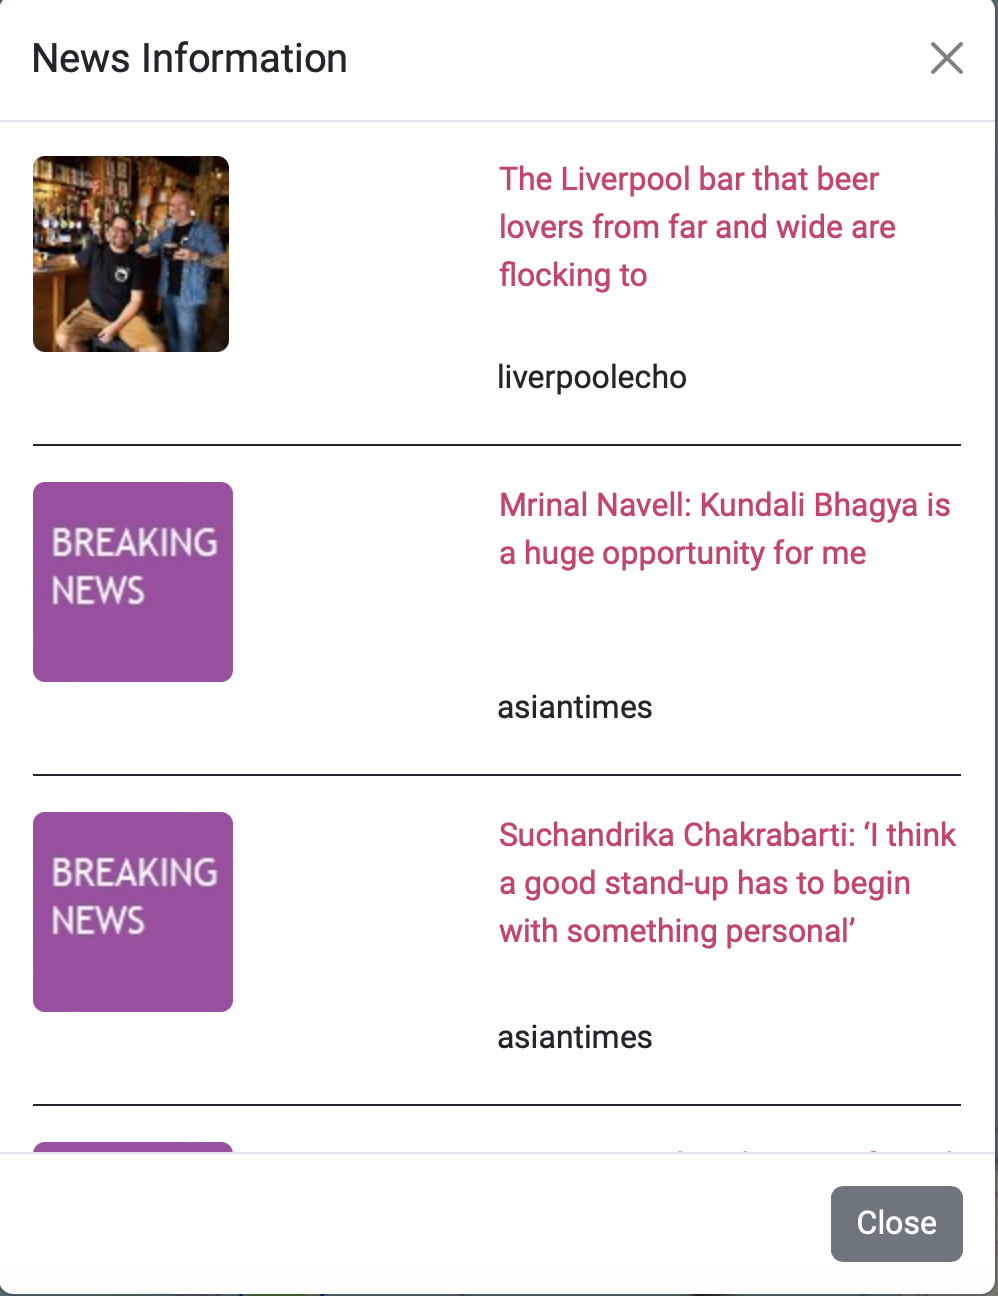 News Information
The Liverpool bar that beer
lovers from far and wide are
flocking to
liverpoolecho
BREAKING
NEWS
Mrinal Navell: Kundali Bhagya is
a huge opportunity for me
asiantimes
BREAKING
NEWS
Suchandrika Chakrabarti: ‘I think
a good stand-up has to begin
with something personal’
asiantimes
Close